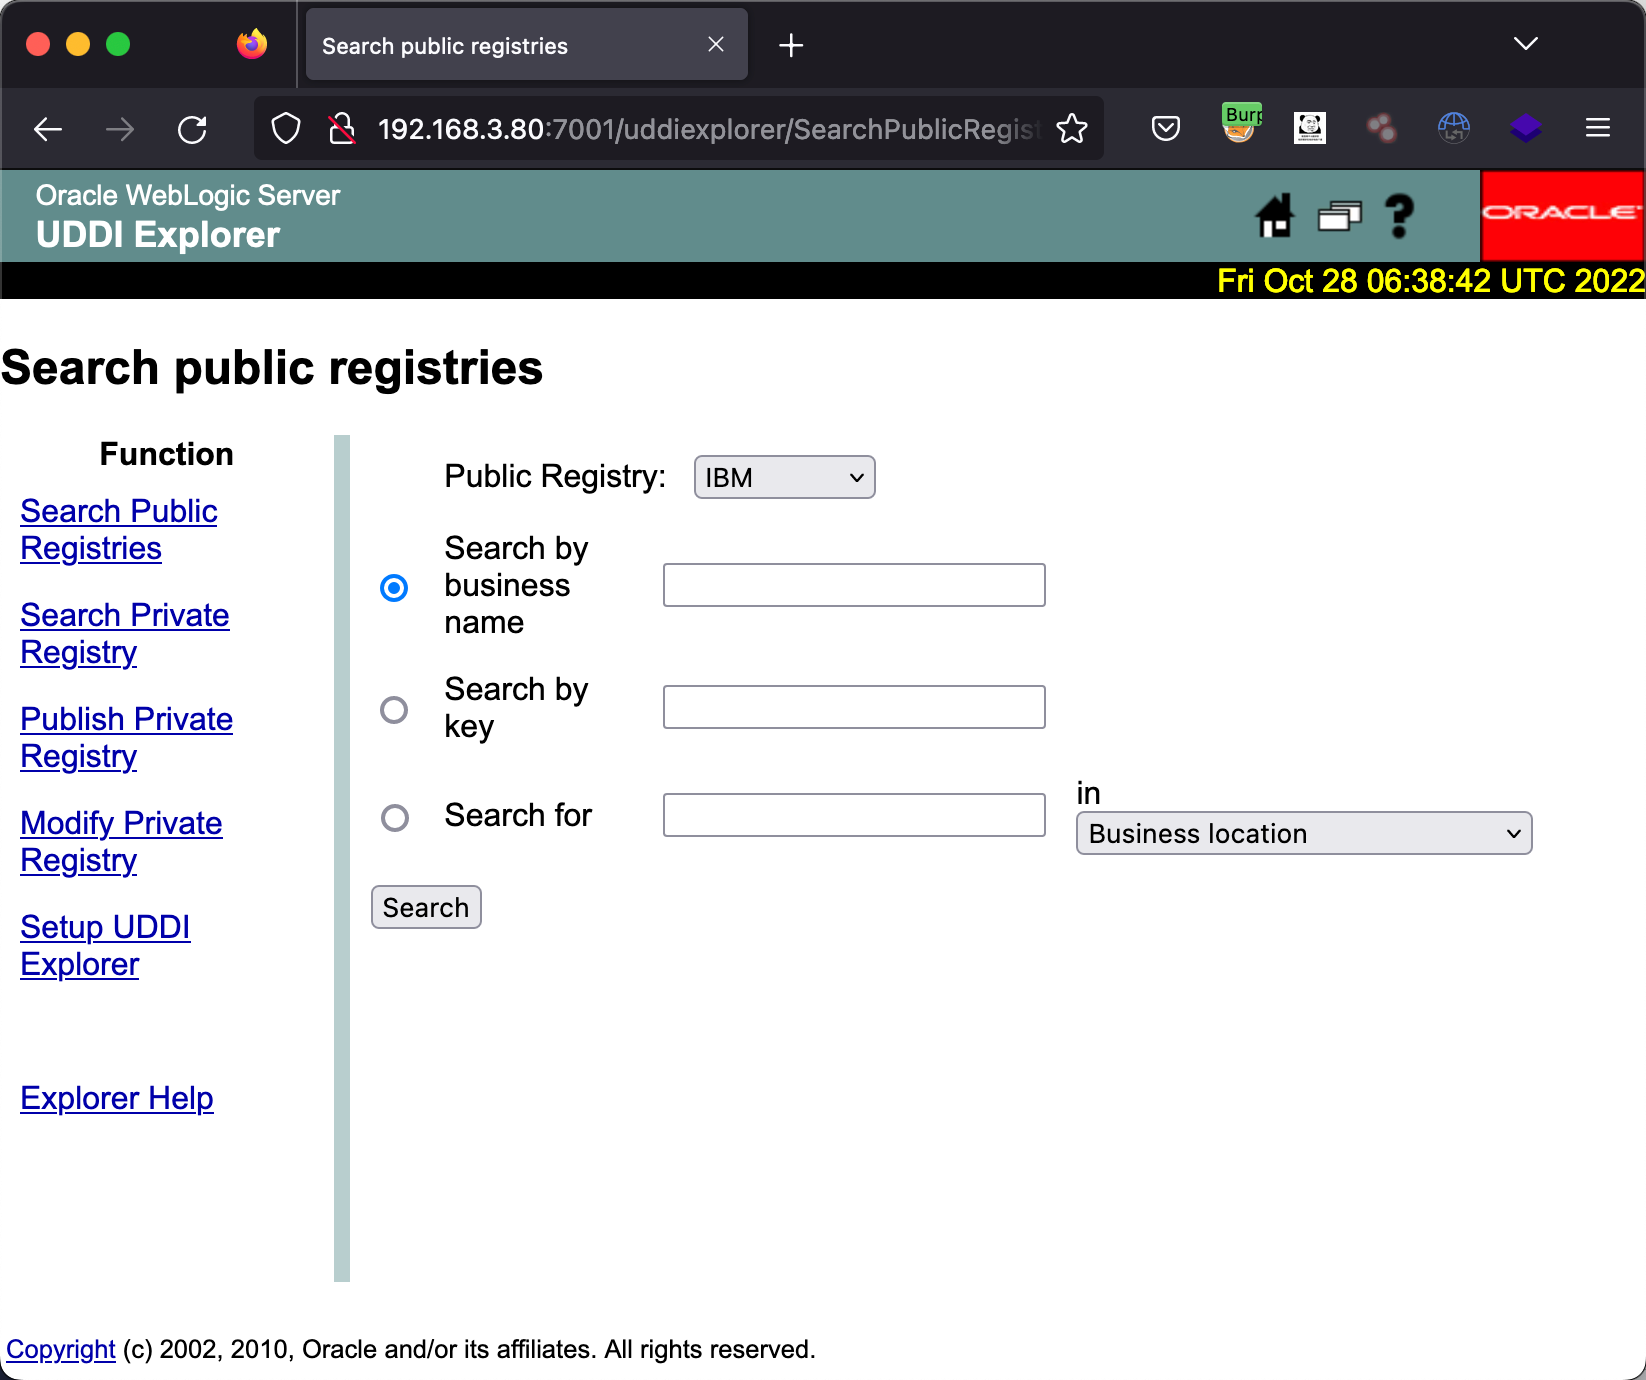 Search public registries
192.168.3.80:7001/uddiexplorer/SearchPublicRegist
Burp
Oracle WebLogic Server
UDDI Explorer
ORACLE
Fri Oct 28 06:38:42 UTC 2022
Search public registries
Function
Search Public
Registries
Search Private
Registry
Publish Private
Registry
Modify Private
Registry
Setup UDDI
Explorer
Explorer Help
Public Registry: IBM
Search by
business
name
Search by
key
Search for
in
Business location
Search
Copyright (c) 2002, 2010, Oracle and/or its affiliates. All rights reserved.